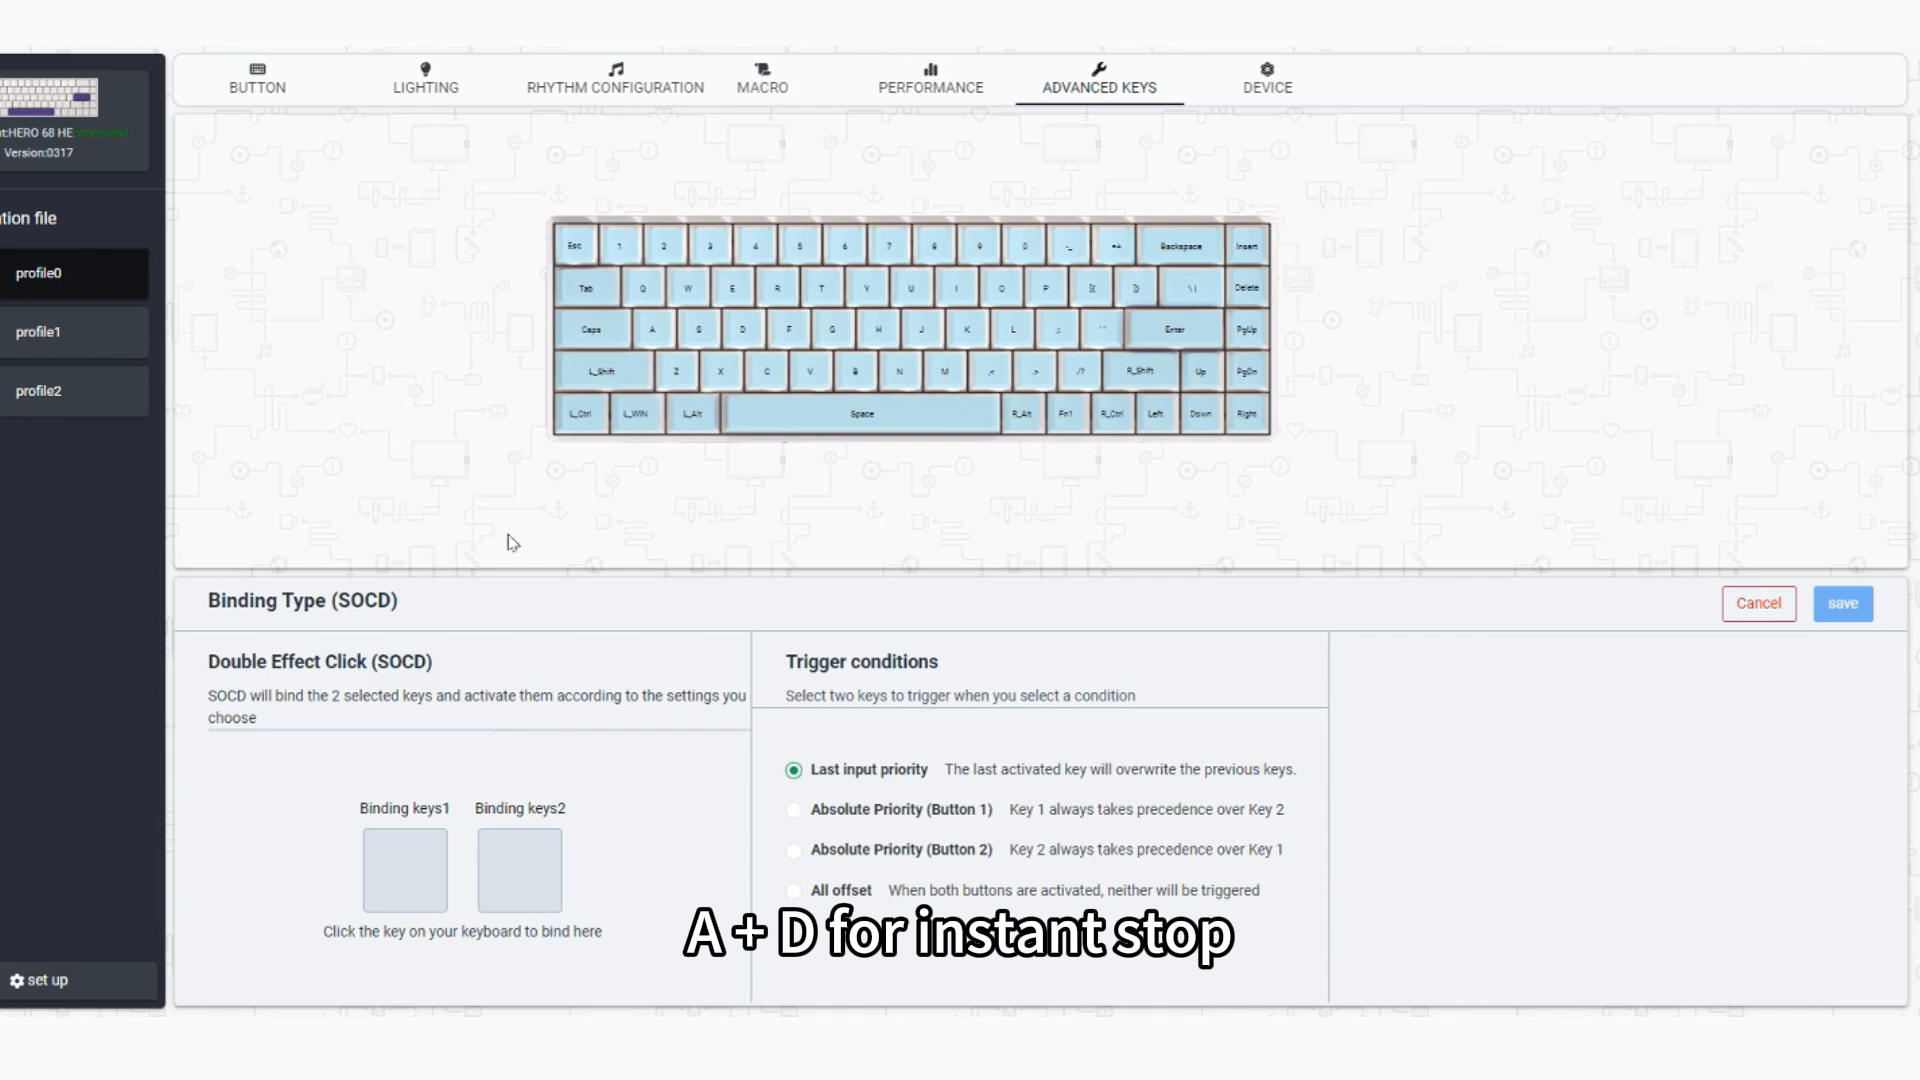 BUTTON
LIGHTING
RHYTHM CONFIGURATION
MACRO
PERFORMANCE
ADVANCED KEYS
DEVICE
t:HERO 68 HE connected
Version:0317
tion file
profile0
profile1
profile2
set up
Esc 1 2 3 4 5 6 7 8 9 0 -_ =+ Backspace Insert
Tab Q W E R T Y U I O P [{ ]} \ | Delete
Caps A S D F G H J K L ; '" Enter PgUp
L_Shift Z X C V B N M ,< .> /? R_Shift Up PgDn
L_Ctrl L_WIN L_Alt Space R_Alt Fn1 R_Ctrl Left Down Right
Binding Type (SOCD)
Cancel
save
Double Effect Click (SOCD)
SOCD will bind the 2 selected keys and activate them according to the settings you
choose
Binding keys1
Binding keys2
Click the key on your keyboard to bind here
Trigger conditions
Select two keys to trigger when you select a condition
Last input priority The last activated key will overwrite the previous keys.
Absolute Priority (Button 1) Key 1 always takes precedence over Key 2
Absolute Priority (Button 2) Key 2 always takes precedence over Key 1
All offset When both buttons are activated, neither will be triggered
A + D for instant stop